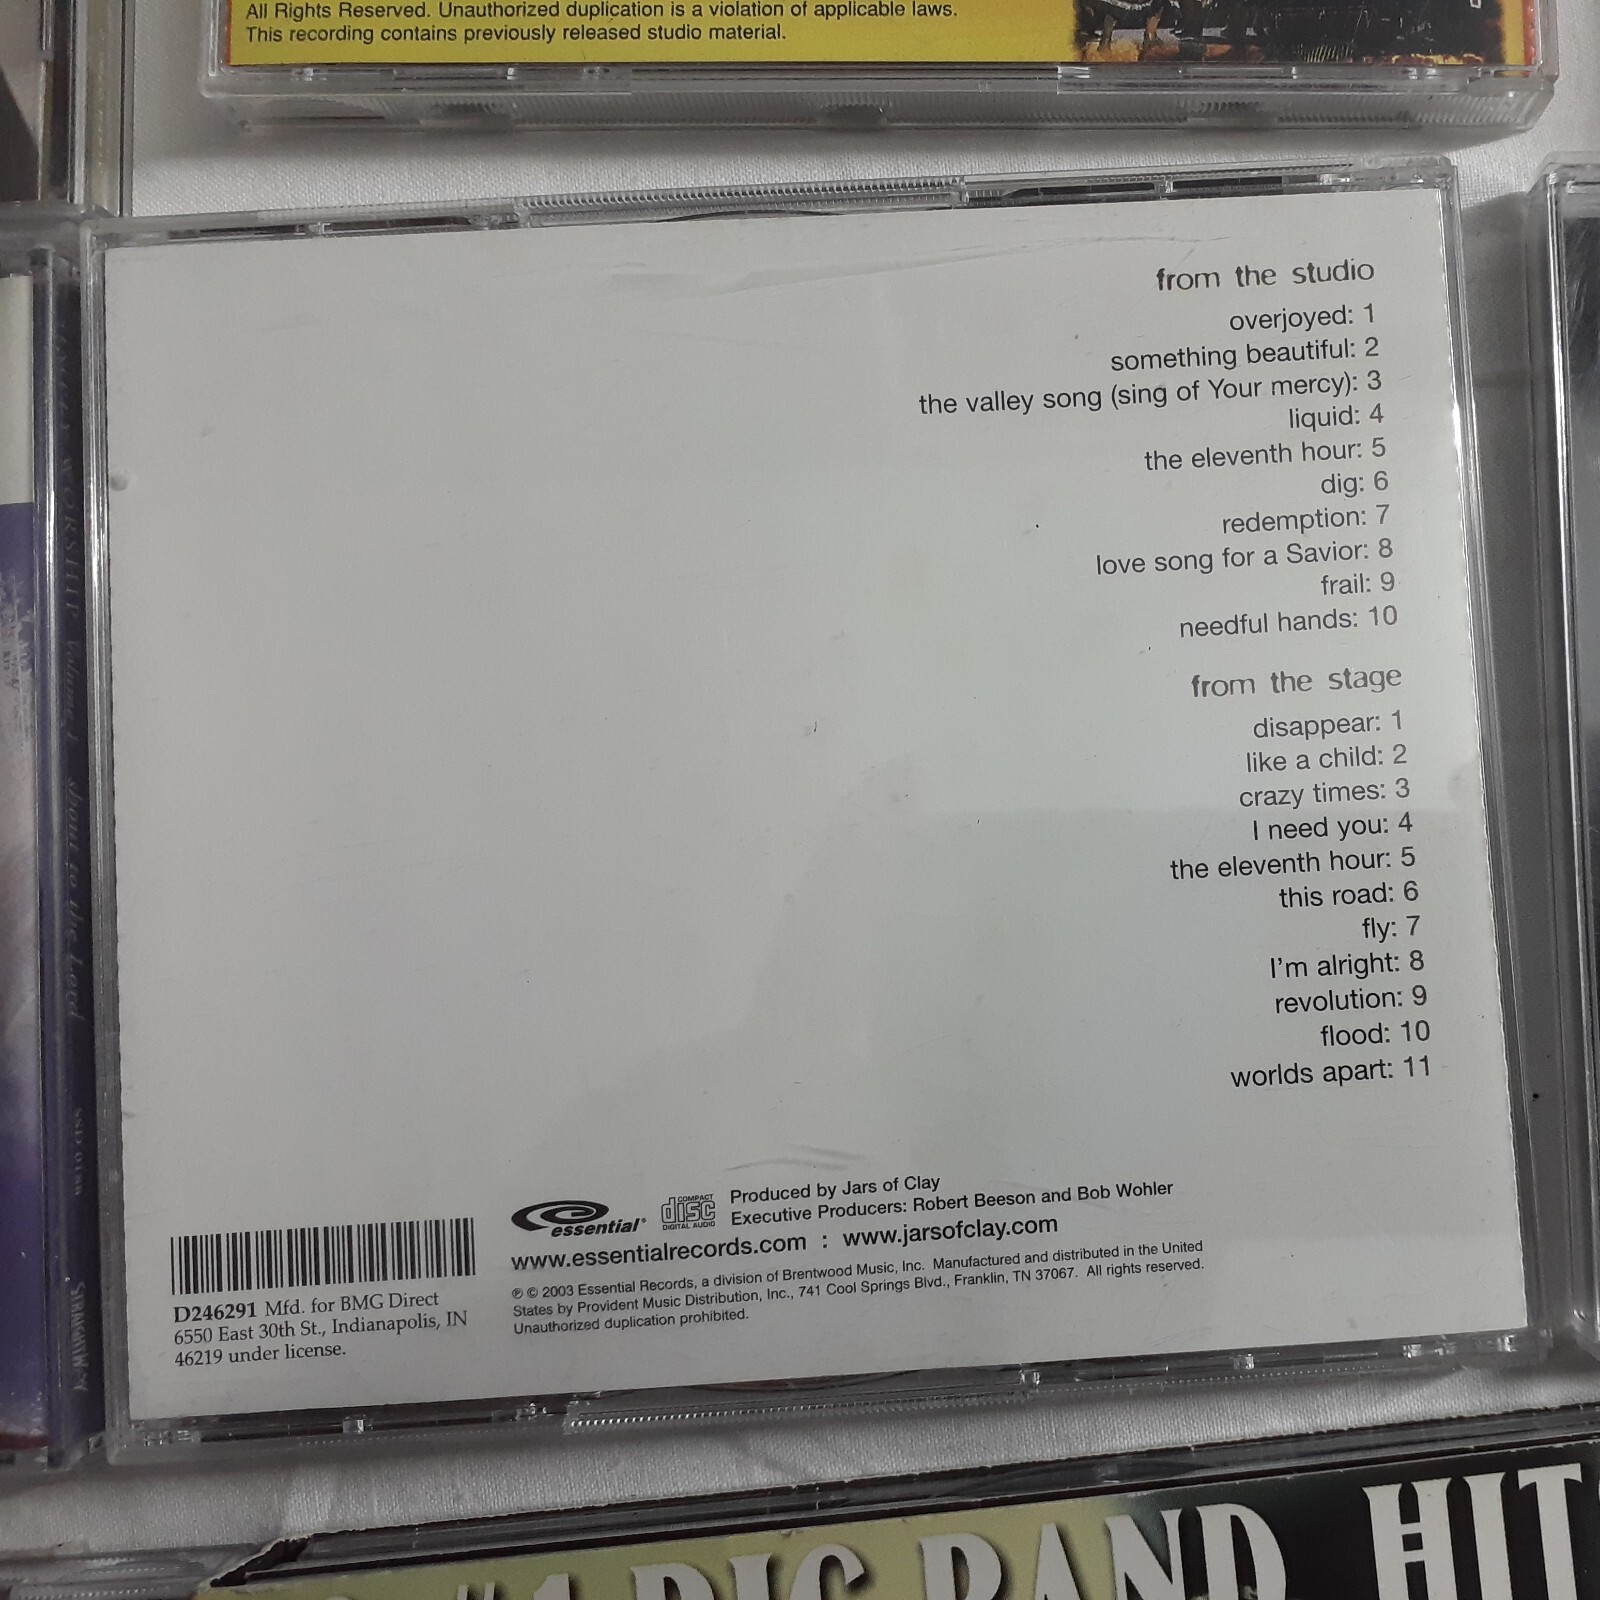 All Rights Reserved. Unauthorized duplication is a violation of applicable laws.
This recording contains previously released studio material.
from the studio
overjoyed: 1
something beautiful: 2
the valley song (sing of Your mercy): 3
liquid: 4
the eleventh hour: 5
dig: 6
redemption: 7
love song for a Savior: 8
frail: 9
needful hands: 10
from the stage
disappear: 1
like a child: 2
crazy times: 3
I need you: 4
the eleventh hour: 5
this road: 6
fly: 7
I'm alright: 8
revolution: 9
flood: 10
worlds apart: 11
essential®
COMPACT
disc
DIGITAL AUDIO
Produced by Jars of Clay
Executive Producers: Robert Beeson and Bob Wohler
www.essentialrecords.com : www.jarsofclay.com
℗ © 2003 Essential Records, a division of Brentwood Music, Inc. Manufactured and distributed in the United
States by Provident Music Distribution, Inc., 741 Cool Springs Blvd., Franklin, TN 37067. All rights reserved.
Unauthorized duplication prohibited.
D246291 Mfd. for BMG Direct
6550 East 30th St., Indianapolis, IN
46219 under license.
WORSHIP Volume 1 shout to the Lord
#1 BIG BAND HITS